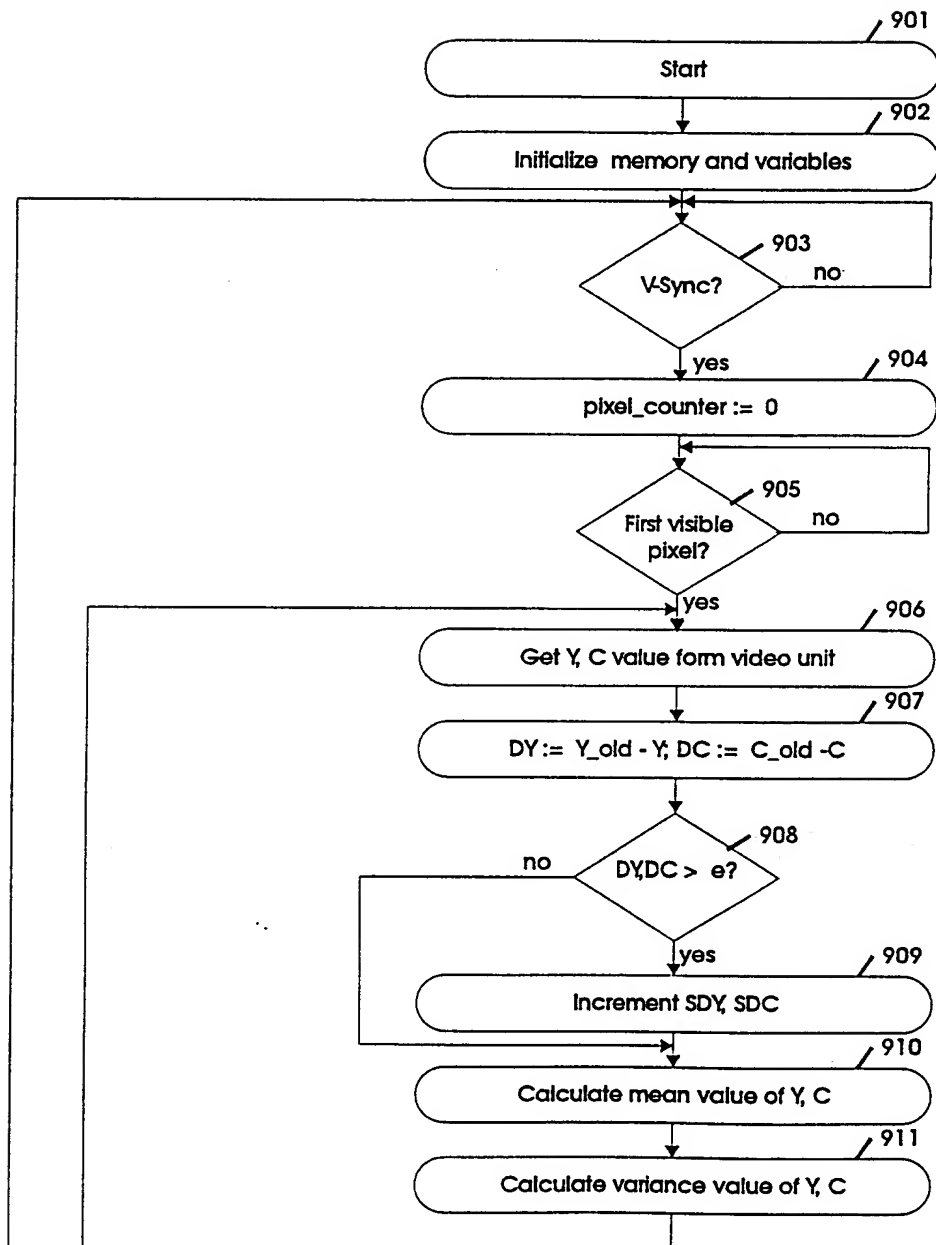 901
Start
902
Initialize memory and variables
903
V-Sync?
no
yes
904
pixel_counter := 0
905
First visible
pixel?
no
yes
906
Get Y, C value form video unit
907
DY := Y_old - Y; DC := C_old -C
908
no
DY,DC > e?
yes
909
Increment SDY, SDC
910
Calculate mean value of Y, C
911
Calculate variance value of Y, C